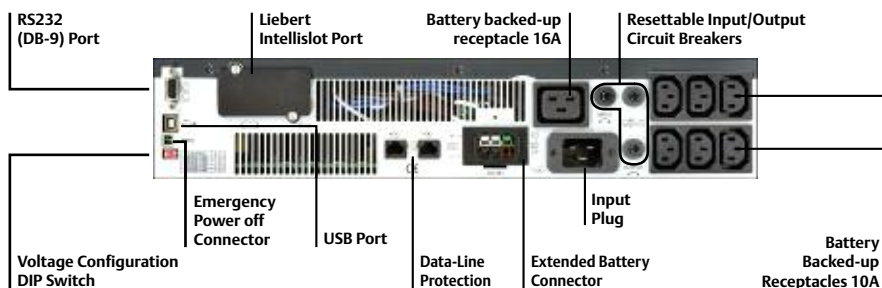 RS232
(DB-9) Port
Liebert
Intellislot Port
Battery backed-up
receptacle 16A
Resettable Input/Output
Circuit Breakers
Emergency
Power off
Connector
USB Port
Input
Plug
Voltage Configuration
DIP Switch
Data-Line
Protection
Extended Battery
Connector
Battery
Backed-up
Receptacles 10A